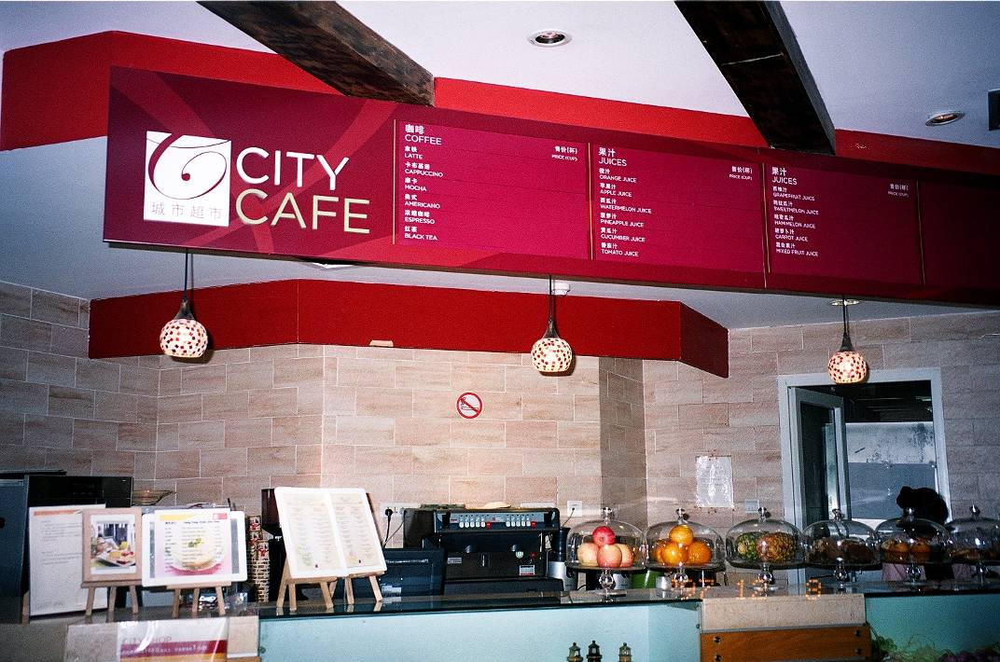 城市超市
CITY
CAFE
咖啡
COFFEE
售价(杯)
PRICE (CUP)
拿铁
LATTE
卡布基诺
CAPPUCCINO
摩卡
MOCHA
美式
AMERICANO
浓缩咖啡
ESPRESSO
红茶
BLACK TEA
果汁
JUICES
售价(杯)
PRICE (CUP)
橙汁
ORANGE JUICE
苹果汁
APPLE JUICE
西瓜汁
WATERMELON JUICE
菠萝汁
PINEAPPLE JUICE
黄瓜汁
CUCUMBER JUICE
番茄汁
TOMATO JUICE
果汁
JUICES
售价(杯)
PRICE (CUP)
西柚汁
GRAPEFRUIT JUICE
SWEETMELON JUICE
哈密瓜汁
HAMIMELON JUICE
胡萝卜汁
CARROT JUICE
混合果汁
MIXED FRUIT JUICE
CITY SHOP